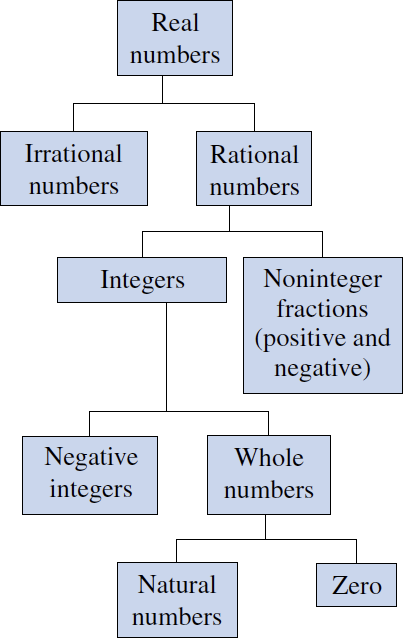 Real
numbers
Irrational
numbers
Rational
numbers
Integers
Noninteger
fractions
(positive and
negative)
Negative
integers
Whole
numbers
Natural
numbers
Zero